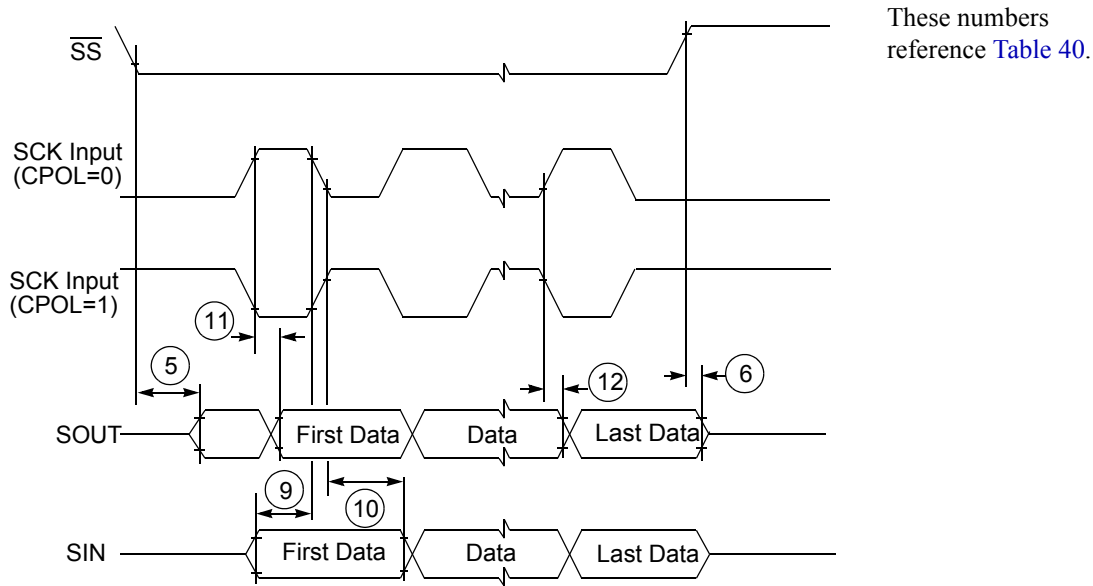 These numbers
reference Table 40.
SS
SCK Input
(CPOL=0)
SCK Input
(CPOL=1)
11
5
12
6
SOUT
First Data
Data
Last Data
9
10
SIN
First Data
Data
Last Data